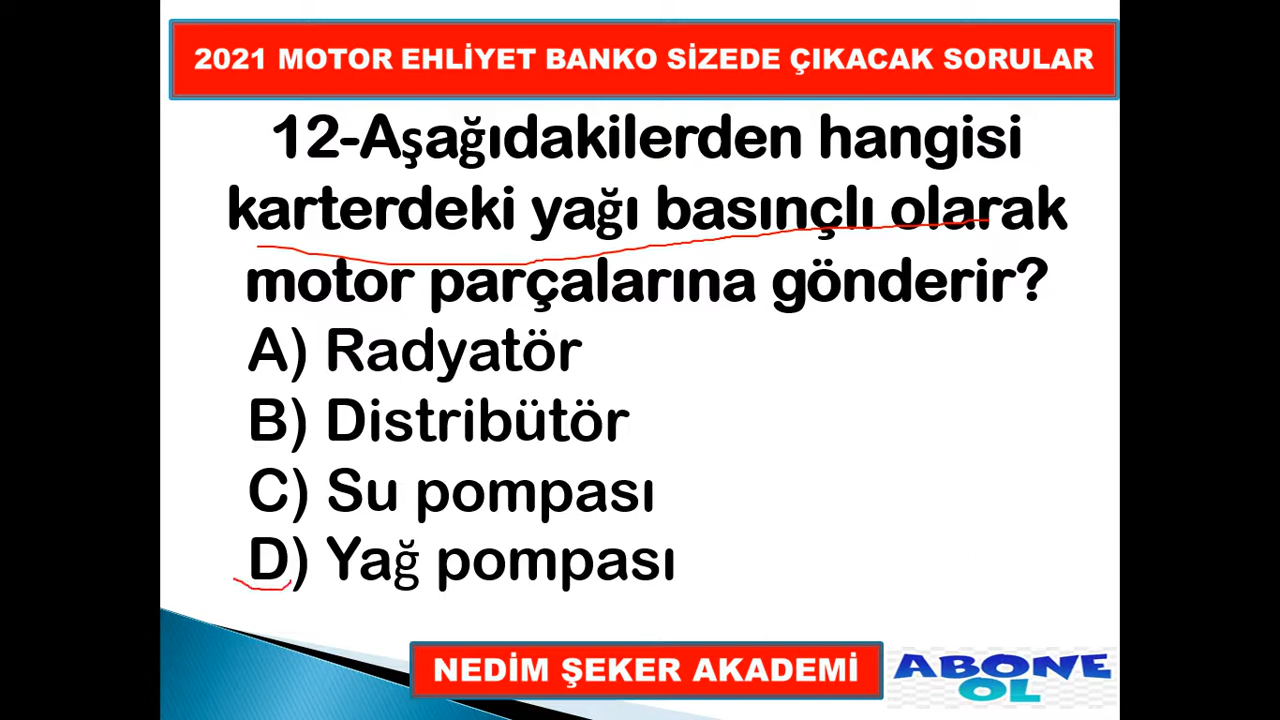 2021 MOTOR EHLİYET BANKO SİZEDE ÇIKACAK SORULAR
12-Aşağıdakilerden hangisi
karterdeki yağı basınçlı olarak
motor parçalarına gönderir?
A) Radyatör
B) Distribütör
C) Su pompası
D) Yağ pompası
NEDİM ŞEKER AKADEMİ
ABONE
OL